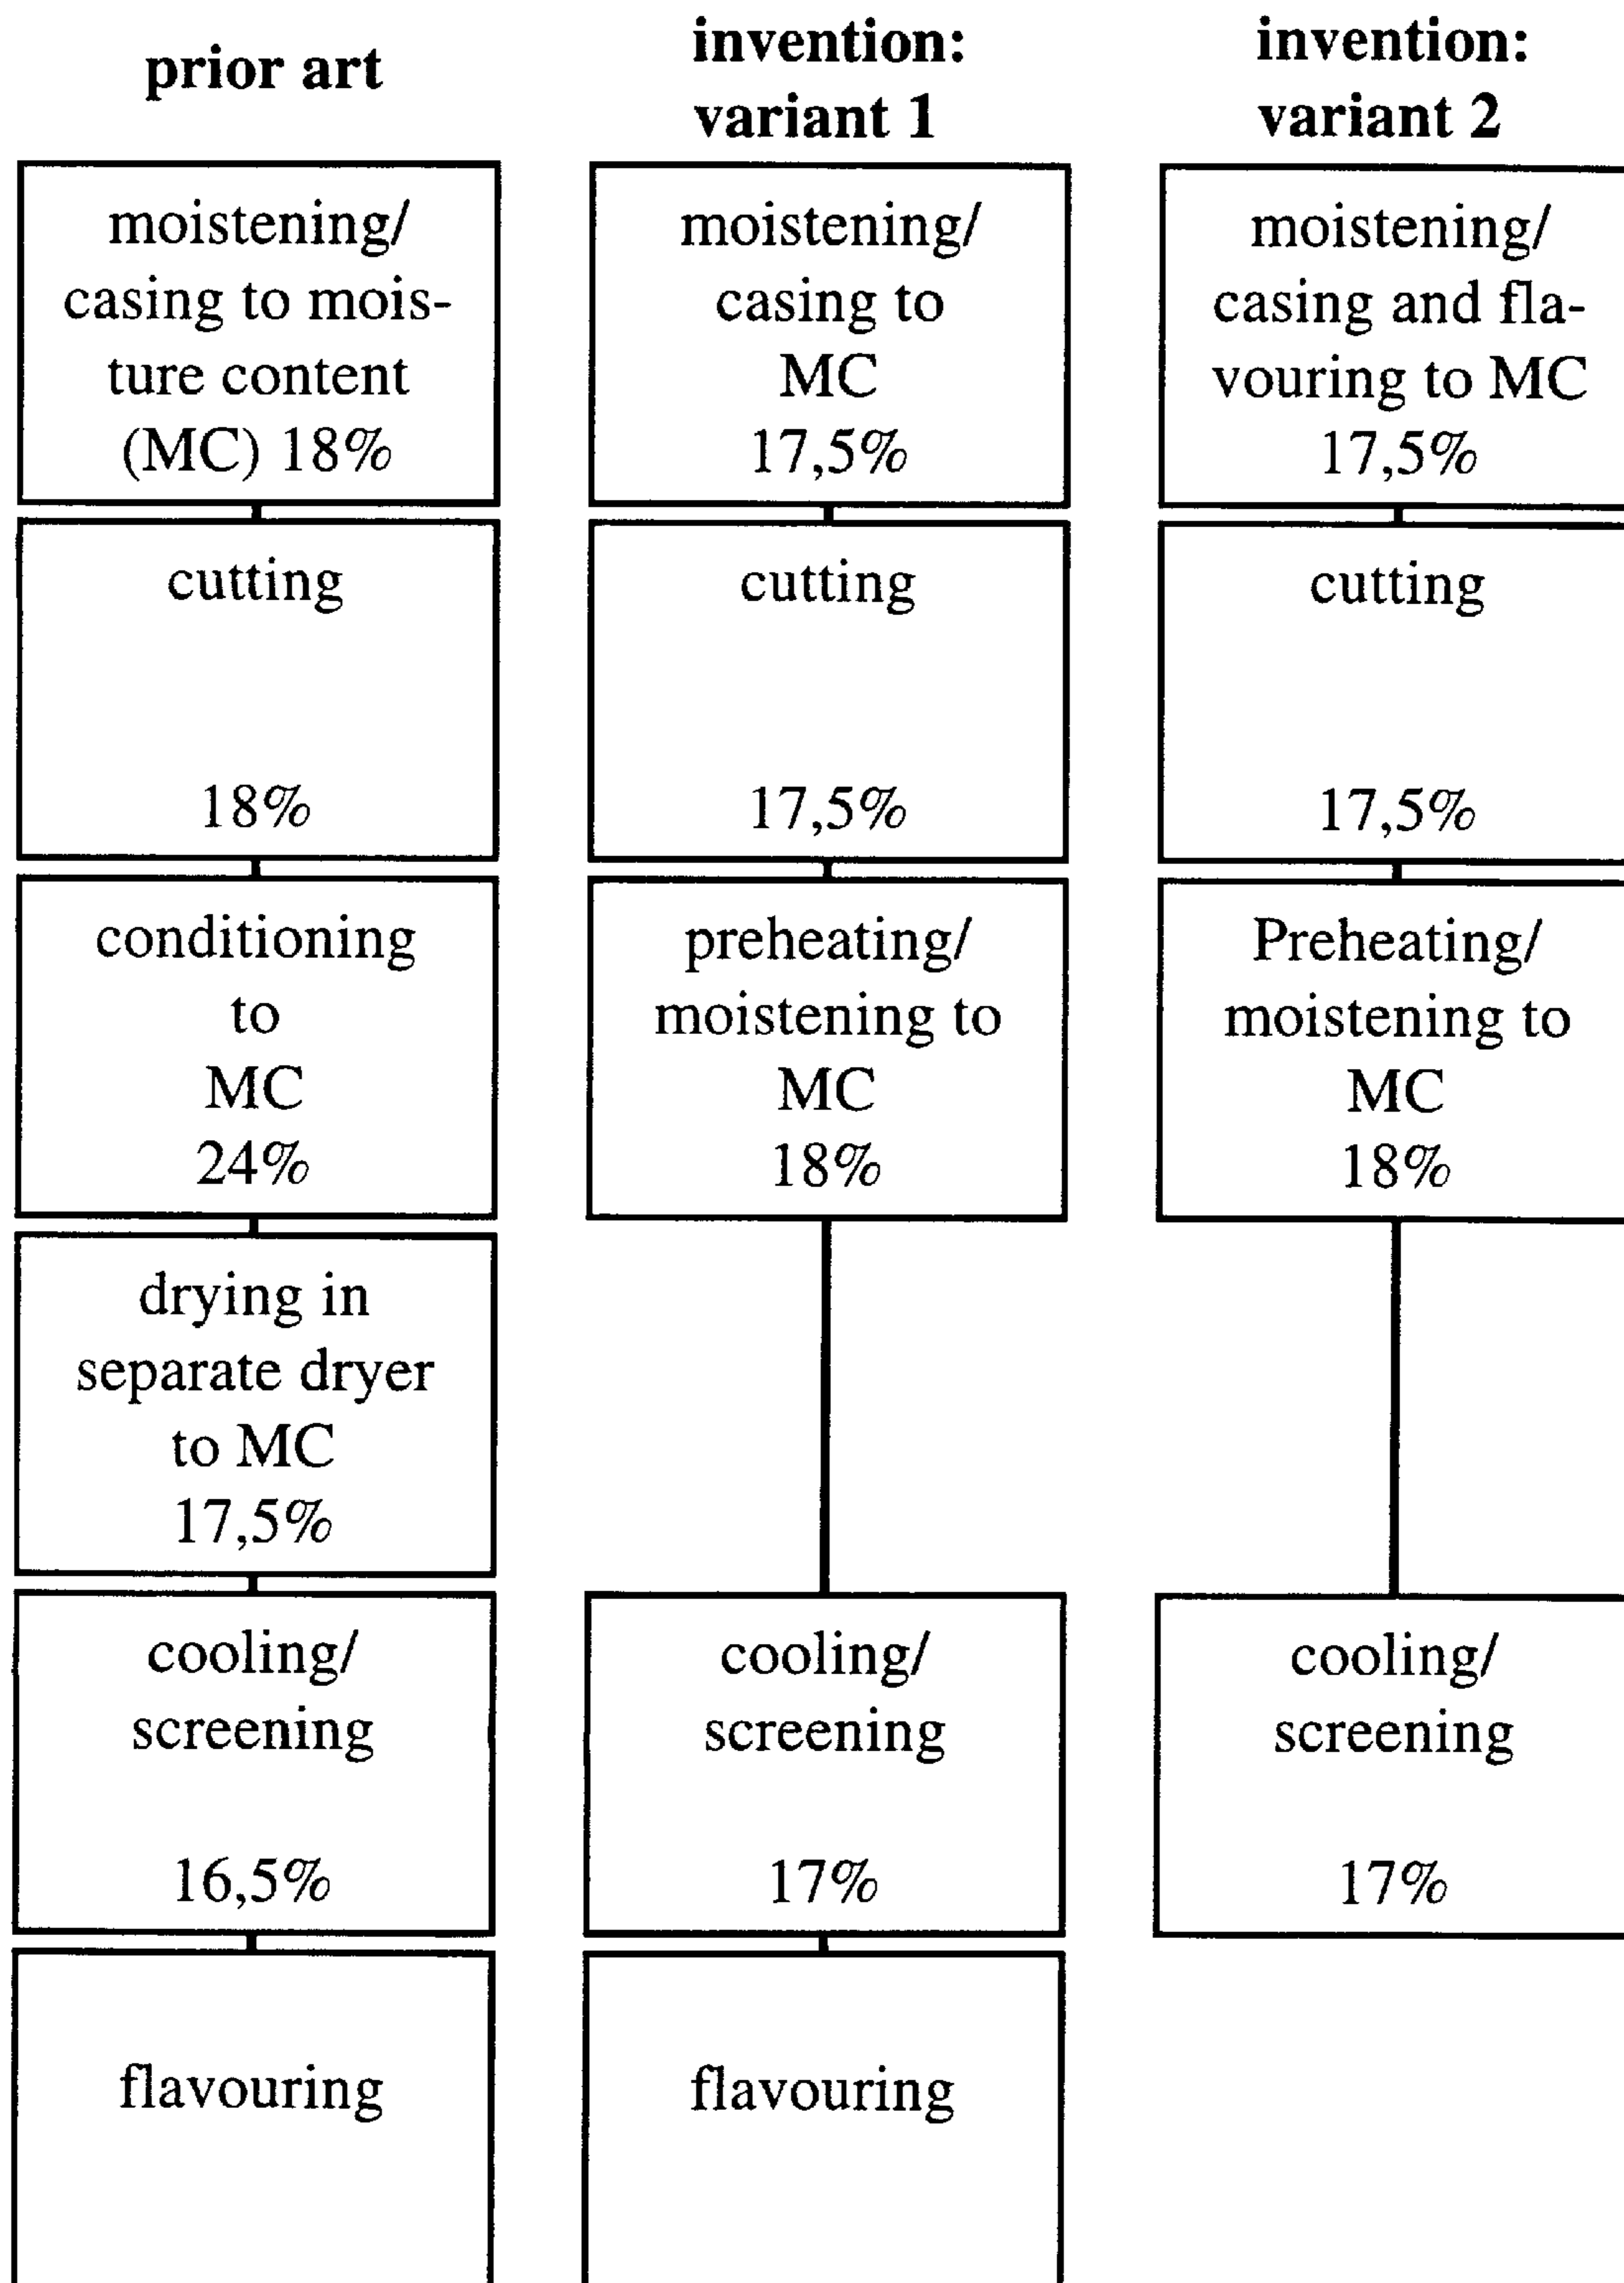 prior art
moistening/
casing to mois-
ture content
(MC) 18%
cutting
18%
conditioning
to
MC
24%
drying in
separate dryer
to MC
17,5%
cooling/
screening
16,5%
flavouring
invention:
variant 1
moistening/
casing to
MC
17,5%
cutting
17,5%
preheating/
moistening to
MC
18%
cooling/
screening
17%
flavouring
invention:
variant 2
moistening/
casing and fla-
vouring to MC
17,5%
cutting
17,5%
Preheating/
moistening to
MC
18%
cooling/
screening
17%